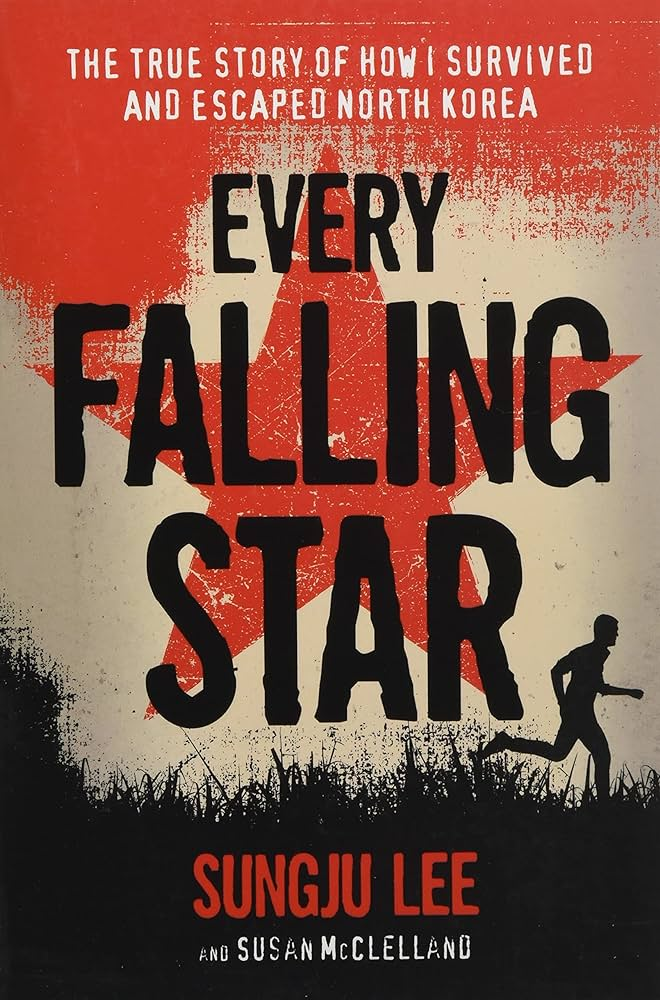 THE TRUE STORY OF HOW I SURVIVED
AND ESCAPED NORTH KOREA
EVERY
FALLING
STAR
SUNGJU LEE
AND SUSAN McCLELLAND